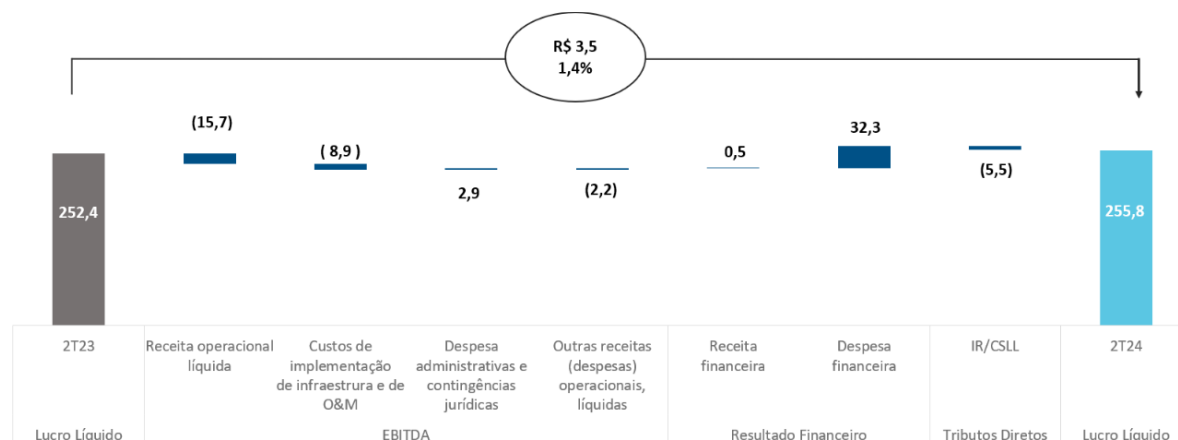 R$ 3,5
1,4%
(15,7)
( 8,9 )
2,9
(2,2)
0,5
32,3
(5,5)
252,4
255,8
2T23
Receita operacional
líquida
Custos de
implementação
de infraestrura e de
O&M
Despesa
administrativas e
contingências
jurídicas
Outras receitas
(despesas)
operacionais,
líquidas
Receita
financeira
Despesa
financeira
IR/CSLL
2T24
Lucro Líquido
EBITDA
Resultado Financeiro
Tributos Diretos
Lucro Líquido